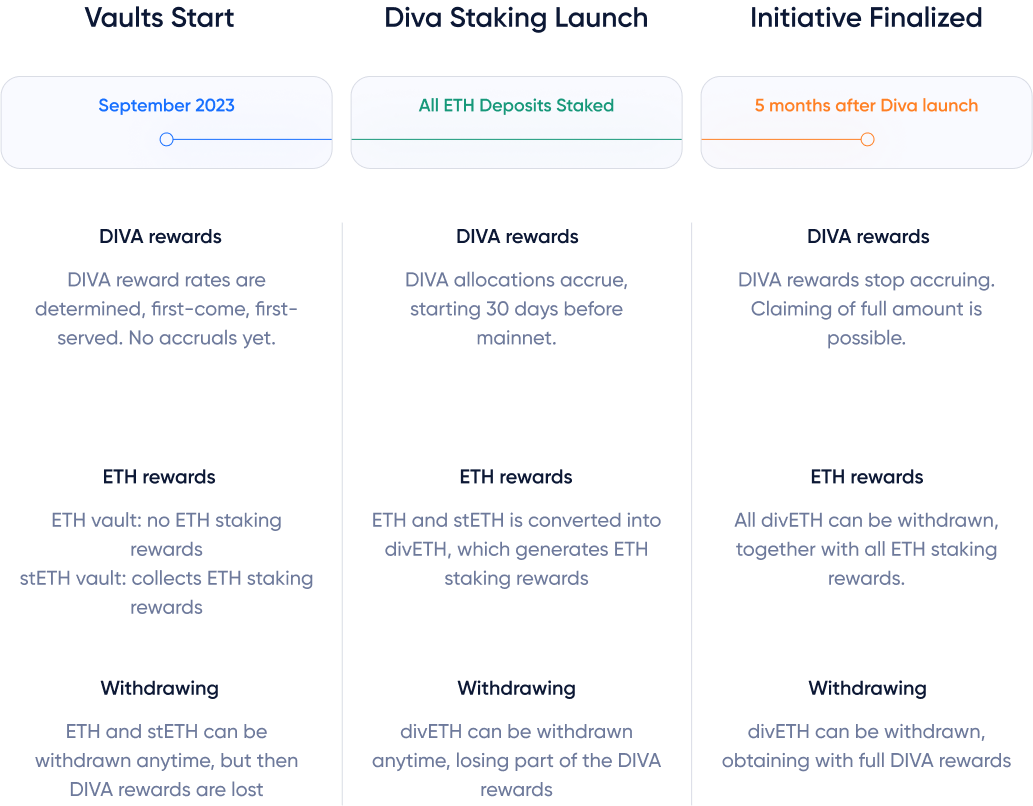 Vaults Start
Diva Staking Launch
Initiative Finalized
September 2023
All ETH Deposits Staked
5 months after Diva launch
DIVA rewards
DIVA reward rates are
determined, first-come, first-
served. No accruals yet.
DIVA rewards
DIVA allocations accrue,
starting 30 days before
mainnet.
DIVA rewards
DIVA rewards stop accruing.
Claiming of full amount is
possible.
ETH rewards
ETH vault: no ETH staking
rewards
stETH vault: collects ETH staking
rewards
ETH rewards
ETH and stETH is converted into
divETH, which generates ETH
staking rewards
ETH rewards
All divETH can be withdrawn,
together with all ETH staking
rewards.
Withdrawing
ETH and stETH can be
withdrawn anytime, but then
DIVA rewards are lost
Withdrawing
divETH can be withdrawn
anytime, losing part of the DIVA
rewards
Withdrawing
divETH can be withdrawn,
obtaining with full DIVA rewards